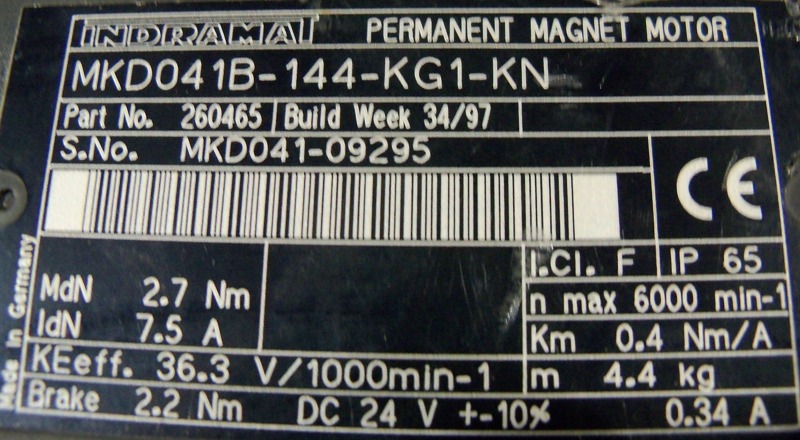 INDRAMAT PERMANENT MAGNET MOTOR
MKD041B-144-KG1-KN
Part No. 260465 Build Week 34/97
S.No. MKD041-09295
CE
I.Cl. F IP 65
MdN 2.7 Nm
n max 6000 min-1
IdN 7.5 A
Km 0.4 Nm/A
KEeff. 36.3 V/1000min-1
m 4.4 kg
Brake 2.2 Nm DC 24 V +-10% 0.34 A
Made in Germany